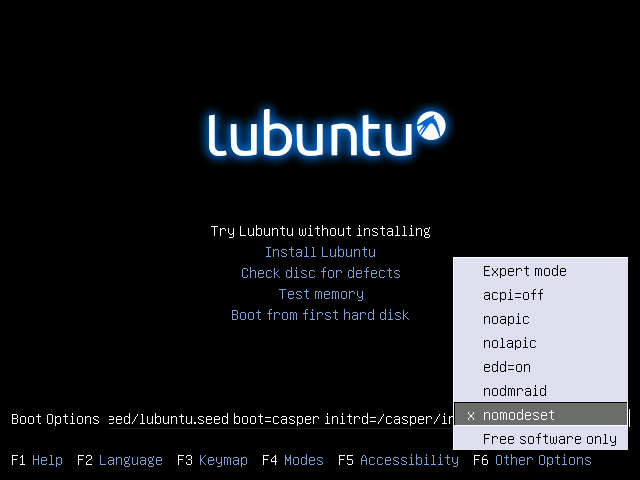 lubuntu
Try Lubuntu without installing
Install Lubuntu
Check disc for defects
Test memory
Boot from first hard disk
Expert mode
acpi=off
noapic
nolapic
edd=on
nodmraid
x nomodeset
Free software only
Boot Options eed/lubuntu.seed boot=casper initrd=/casper/in
F1 Help F2 Language F3 Keymap F4 Modes F5 Accessibility F6 Other Options